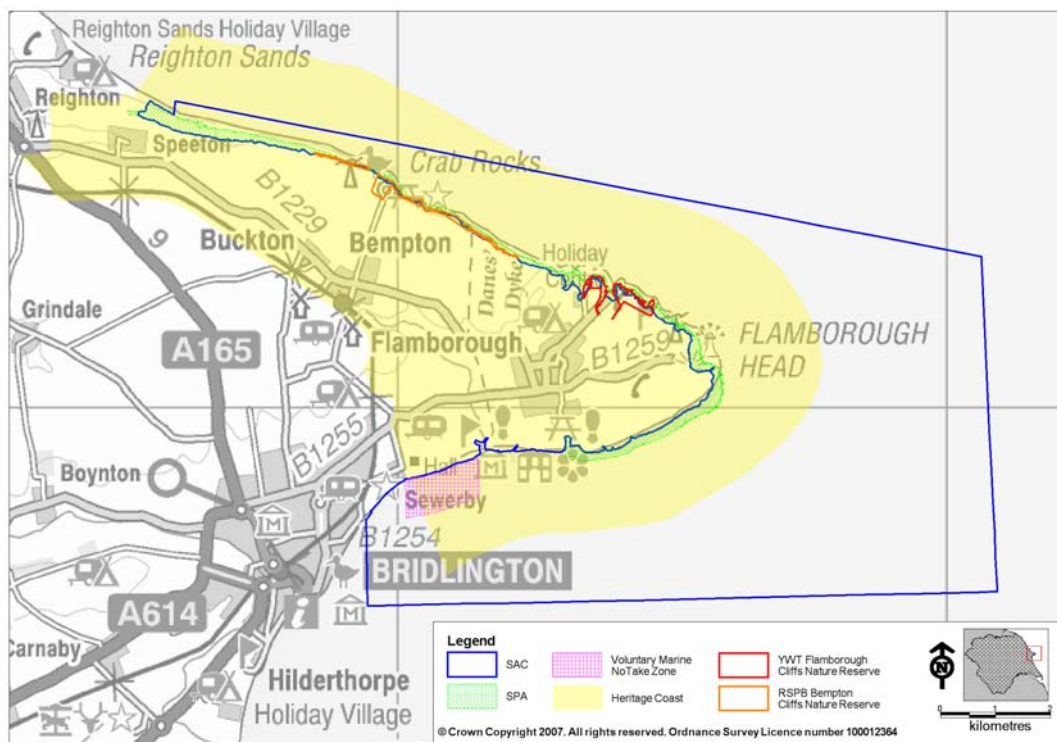 Reighton Sands Holiday Village
Reighton Sands
Reighton
Speeton
Crab Rocks
B1229
9
Buckton
Bempton
Danes'
Dyke
Holiday
Grindale
A165
Flamborough
B1259
FLAMBOROUGH
HEAD
B1255
Boynton
Hall
Sewerby
B1254
BRIDLINGTON
A614
Carnaby
Hilderthorpe
Holiday Village
Legend
SAC
SPA
Voluntary Marine
NoTake Zone
Heritage Coast
YWT Flamborough
Cliffs Nature Reserve
RSPB Bempton
Cliffs Nature Reserve
N
0 2
kilometres
© Crown Copyright 2007. All rights reserved. Ordnance Survey Licence number 100012364